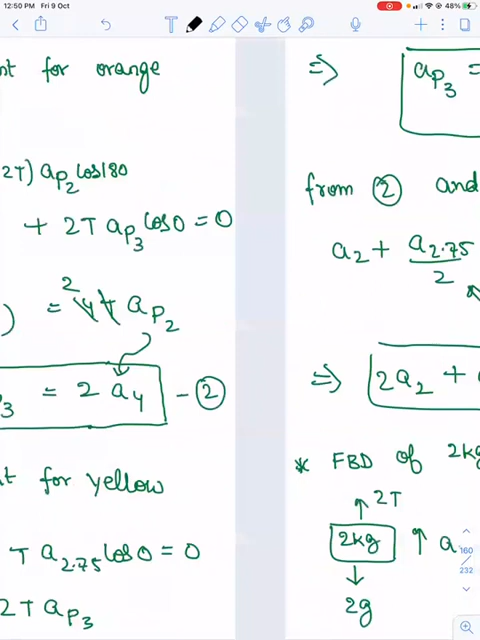 12:50 PM Fri 9 Oct
48%
nt for orange
2T) aP2 cos180
+ 2T aP3 cos0 = 0
) = 2 4T aP2
P3 = 2 a4 - ②
nt for yellow
T a2.75 cos0 = 0
2T aP3
⇒ aP3 =
from ② and
a2 + a2.75/2
⇒ 2a2 +
* FBD of 2kg
↑ 2T
2kg ↑ a
↓
2g
160
232